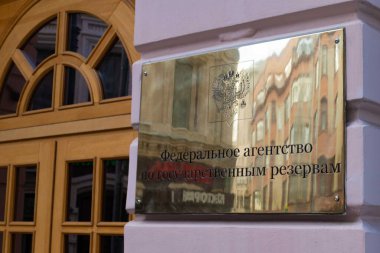 Федеральное агентство
по государственным резервам